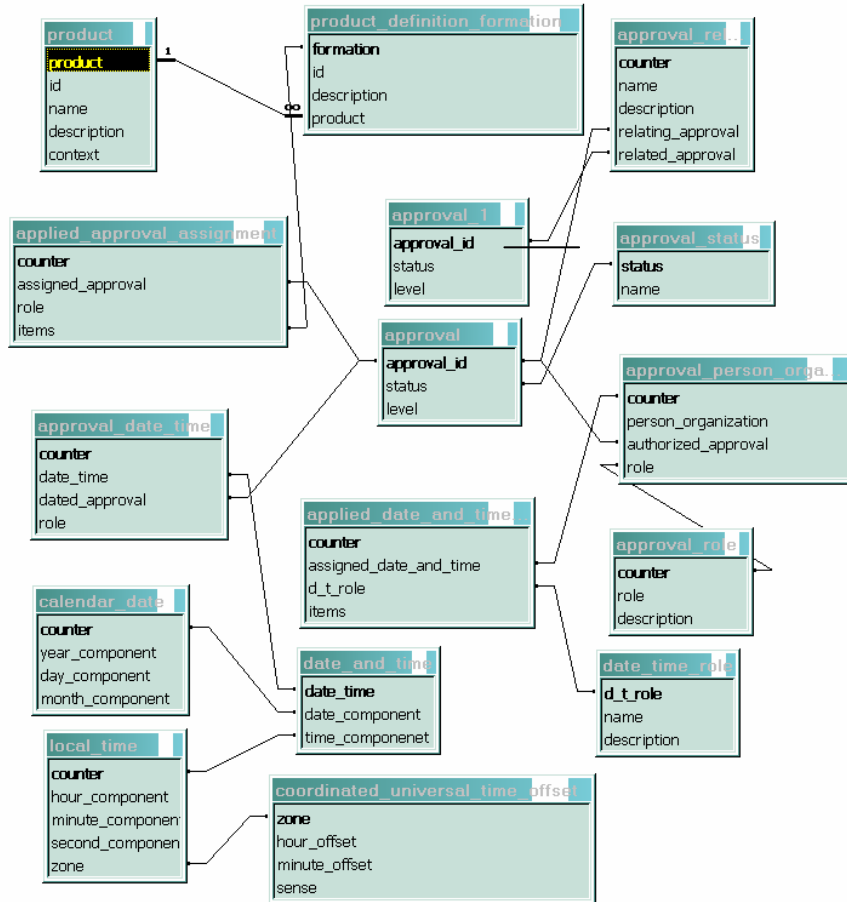 product
product
id
name
description
context
1
∞
product_definition_formation
formation
id
description
product
approval_rel...
counter
name
description
relating_approval
related_approval
applied_approval_assignment
counter
assigned_approval
role
items
approval_1
approval_id
status
level
approval_status
status
name
approval
approval_id
status
level
approval_person_orga...
counter
person_organization
authorized_approval
role
approval_date_time
counter
date_time
dated_approval
role
applied_date_and_time.
counter
assigned_date_and_time
d_t_role
items
approval_role
counter
role
description
calendar_date
counter
year_component
day_component
month_component
date_and_time
date_time
date_component
time_componenet
date_time_role
d_t_role
name
description
local_time
counter
hour_component
minute_component
second_componen
zone
coordinated_universal_time_offset
zone
hour_offset
minute_offset
sense